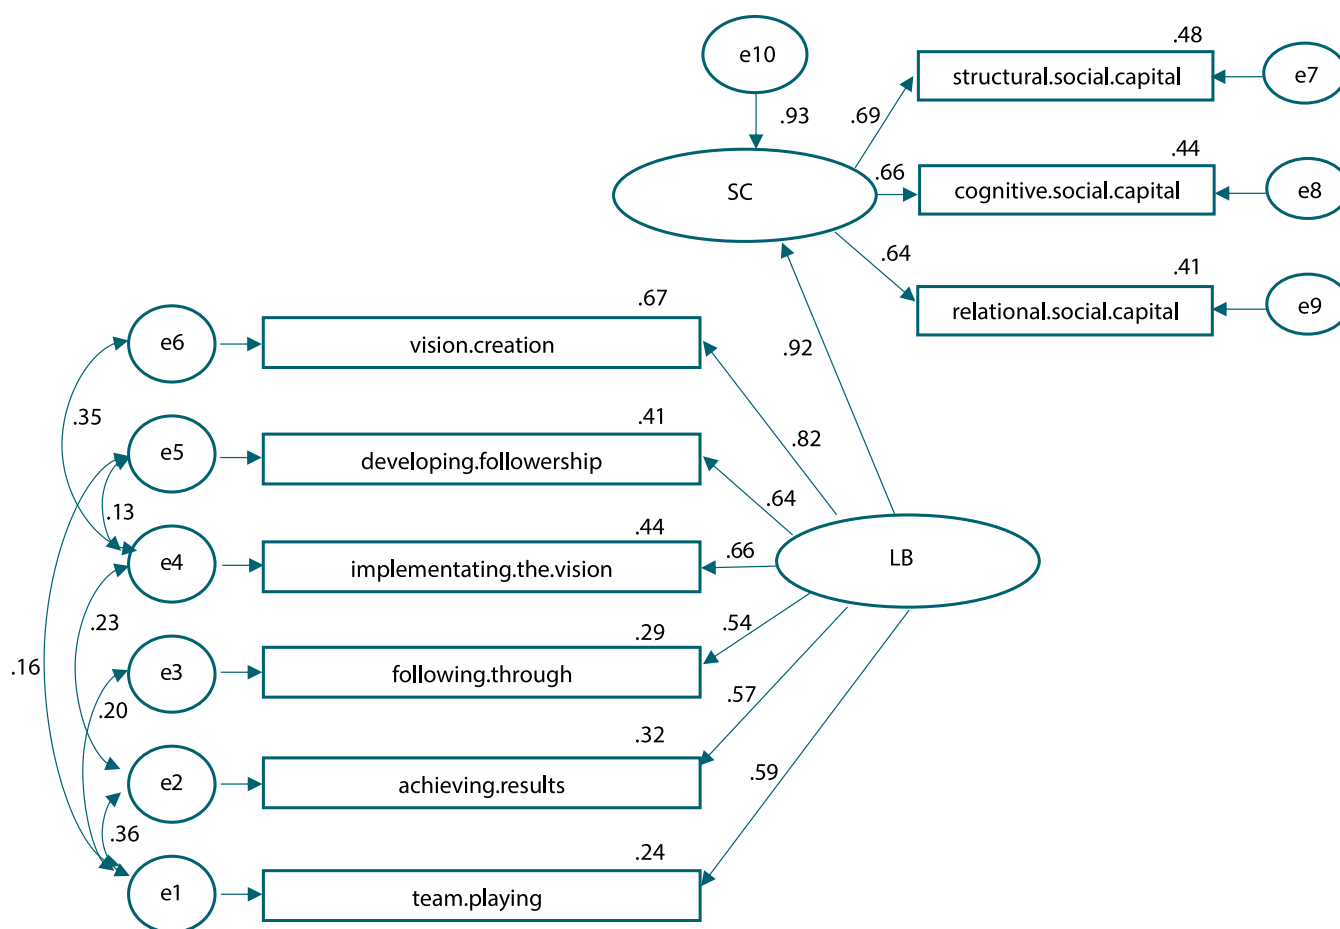 e10
.93
SC
.69
.66
.64
.48
structural.social.capital
e7
.44
cognitive.social.capital
e8
.41
relational.social.capital
e9
.92
.67
e6
vision.creation
.35
.82
.41
e5
developing.followership
.13
.64
.44
e4
implementating.the.vision
.66
LB
.23
.54
.29
.16
e3
following.through
.20
.57
.32
e2
achieving.results
.59
.36
.24
e1
team.playing